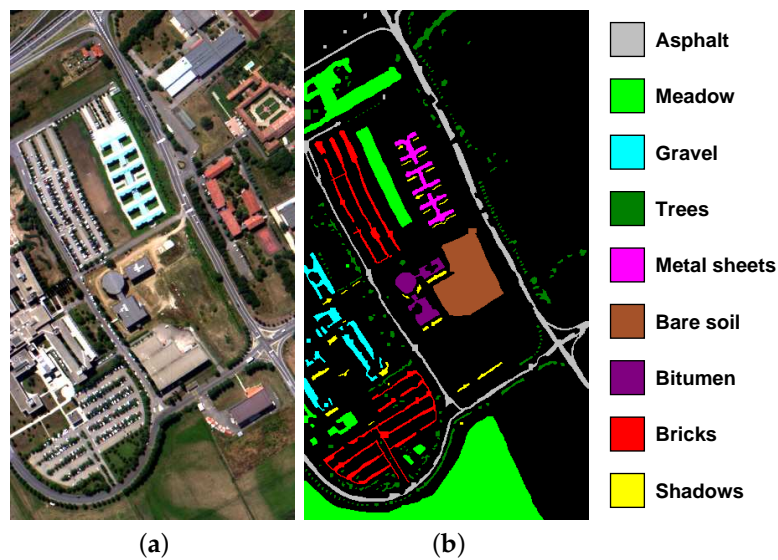 Asphalt
Meadow
Gravel
Trees
Metal sheets
Bare soil
Bitumen
Bricks
Shadows
(a)
(b)